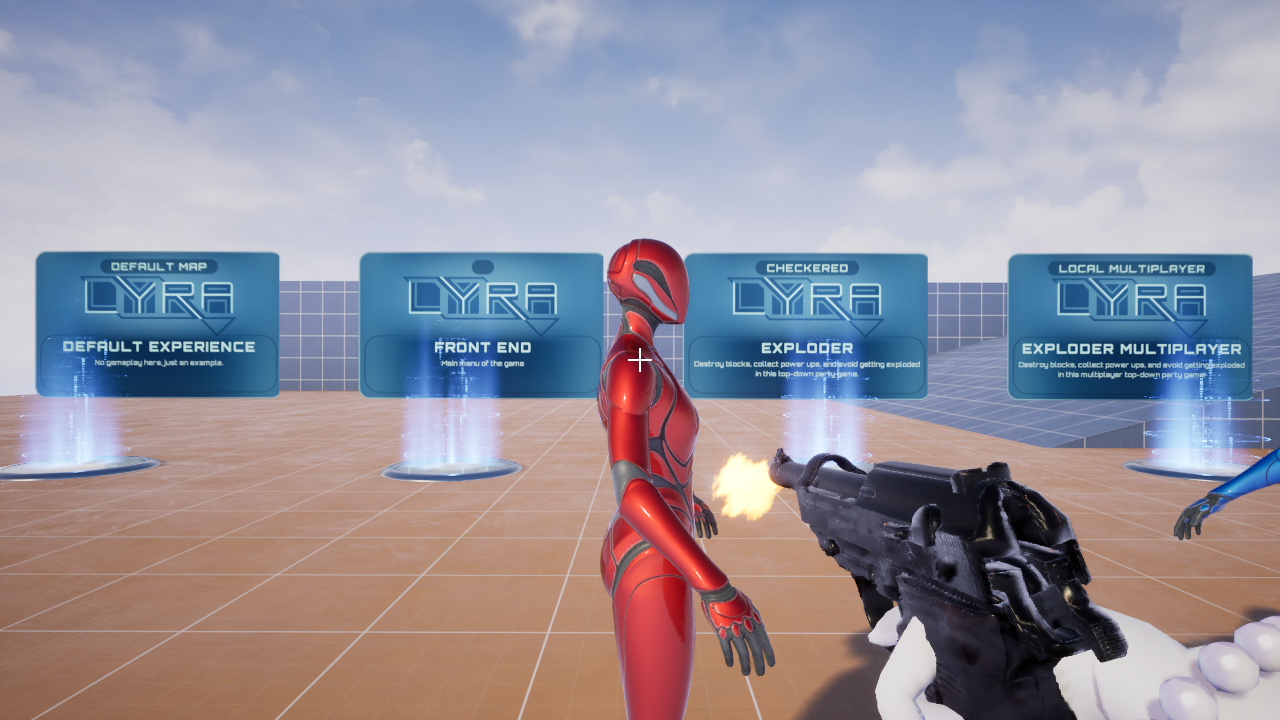 DEFAULT MAP
LYRA
DEFAULT EXPERIENCE
No gameplay here, just an example.
LYRA
FRONT END
Main menu of the game
CHECKERED
LYRA
EXPLODER
Destroy blocks, collect power ups, and avoid getting exploded
in this top-down party game.
LOCAL MULTIPLAYER
LYRA
EXPLODER MULTIPLAYER
Destroy blocks, collect power ups, and avoid getting exploded
in this multiplayer top-down party game